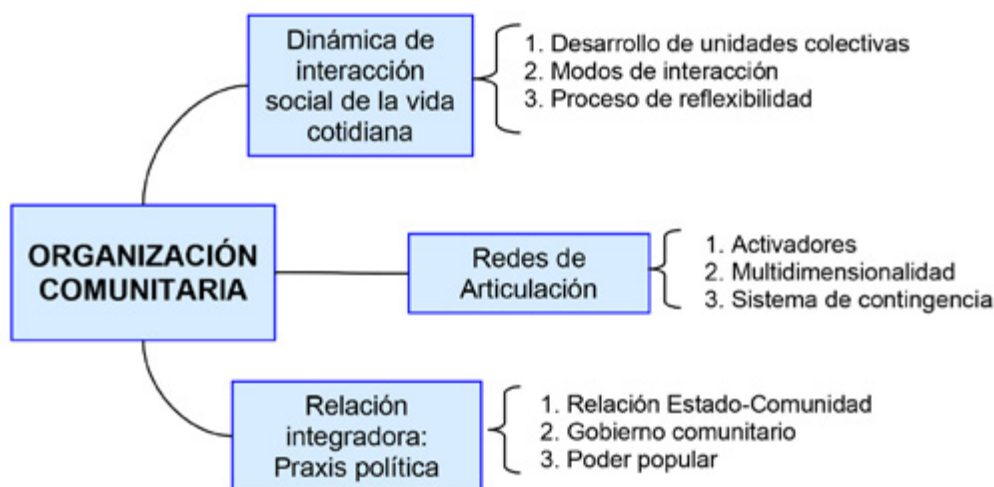 Dinámica de
interacción
social de la vida
cotidiana
1. Desarrollo de unidades colectivas
2. Modos de interacción
3. Proceso de reflexibilidad
ORGANIZACIÓN
COMUNITARIA
Redes de
Articulación
1. Activadores
2. Multidimensionalidad
3. Sistema de contingencia
Relación
integradora:
Praxis política
1. Relación Estado-Comunidad
2. Gobierno comunitario
3. Poder popular